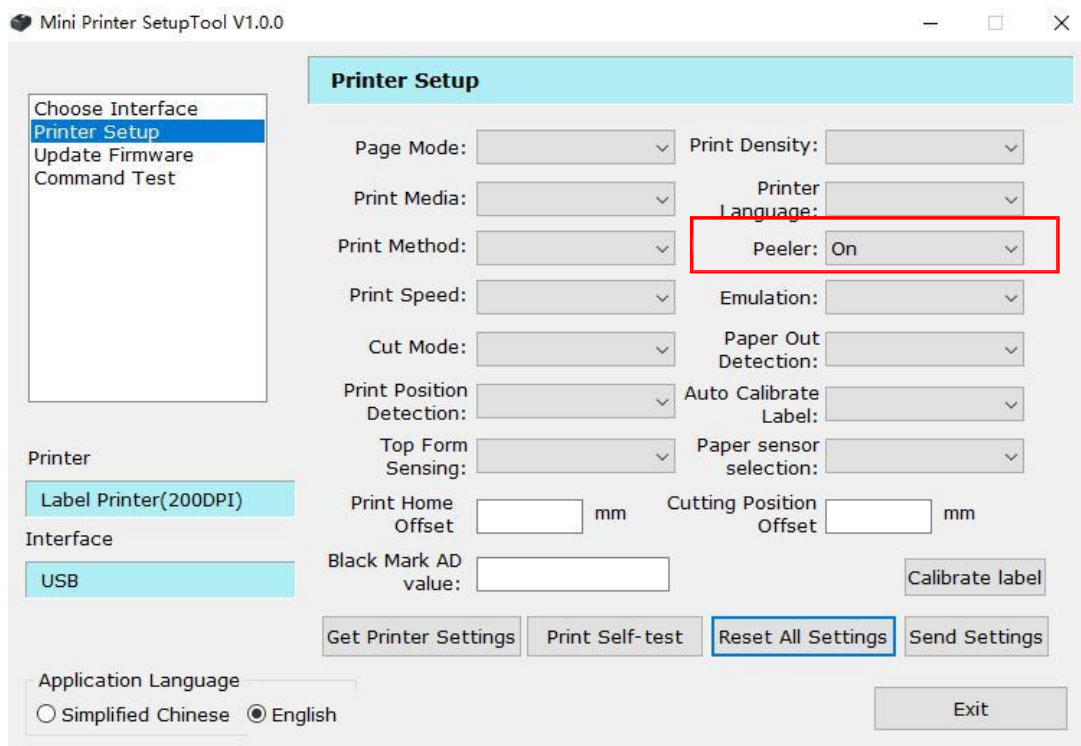 Mini Printer SetupTool V1.0.0
Choose Interface
Printer Setup
Update Firmware
Command Test
Printer
Label Printer(200DPI)
Interface
USB
Application Language
Simplified Chinese
English
Printer Setup
Page Mode:
Print Density:
Print Media:
Printer
Language:
Print Method:
Peeler: On
Print Speed:
Emulation:
Cut Mode:
Paper Out
Detection:
Print Position
Detection:
Auto Calibrate
Label:
Top Form
Sensing:
Paper sensor
selection:
Print Home
Offset
mm
Cutting Position
Offset
mm
Black Mark AD
value:
Calibrate label
Get Printer Settings
Print Self-test
Reset All Settings
Send Settings
Exit